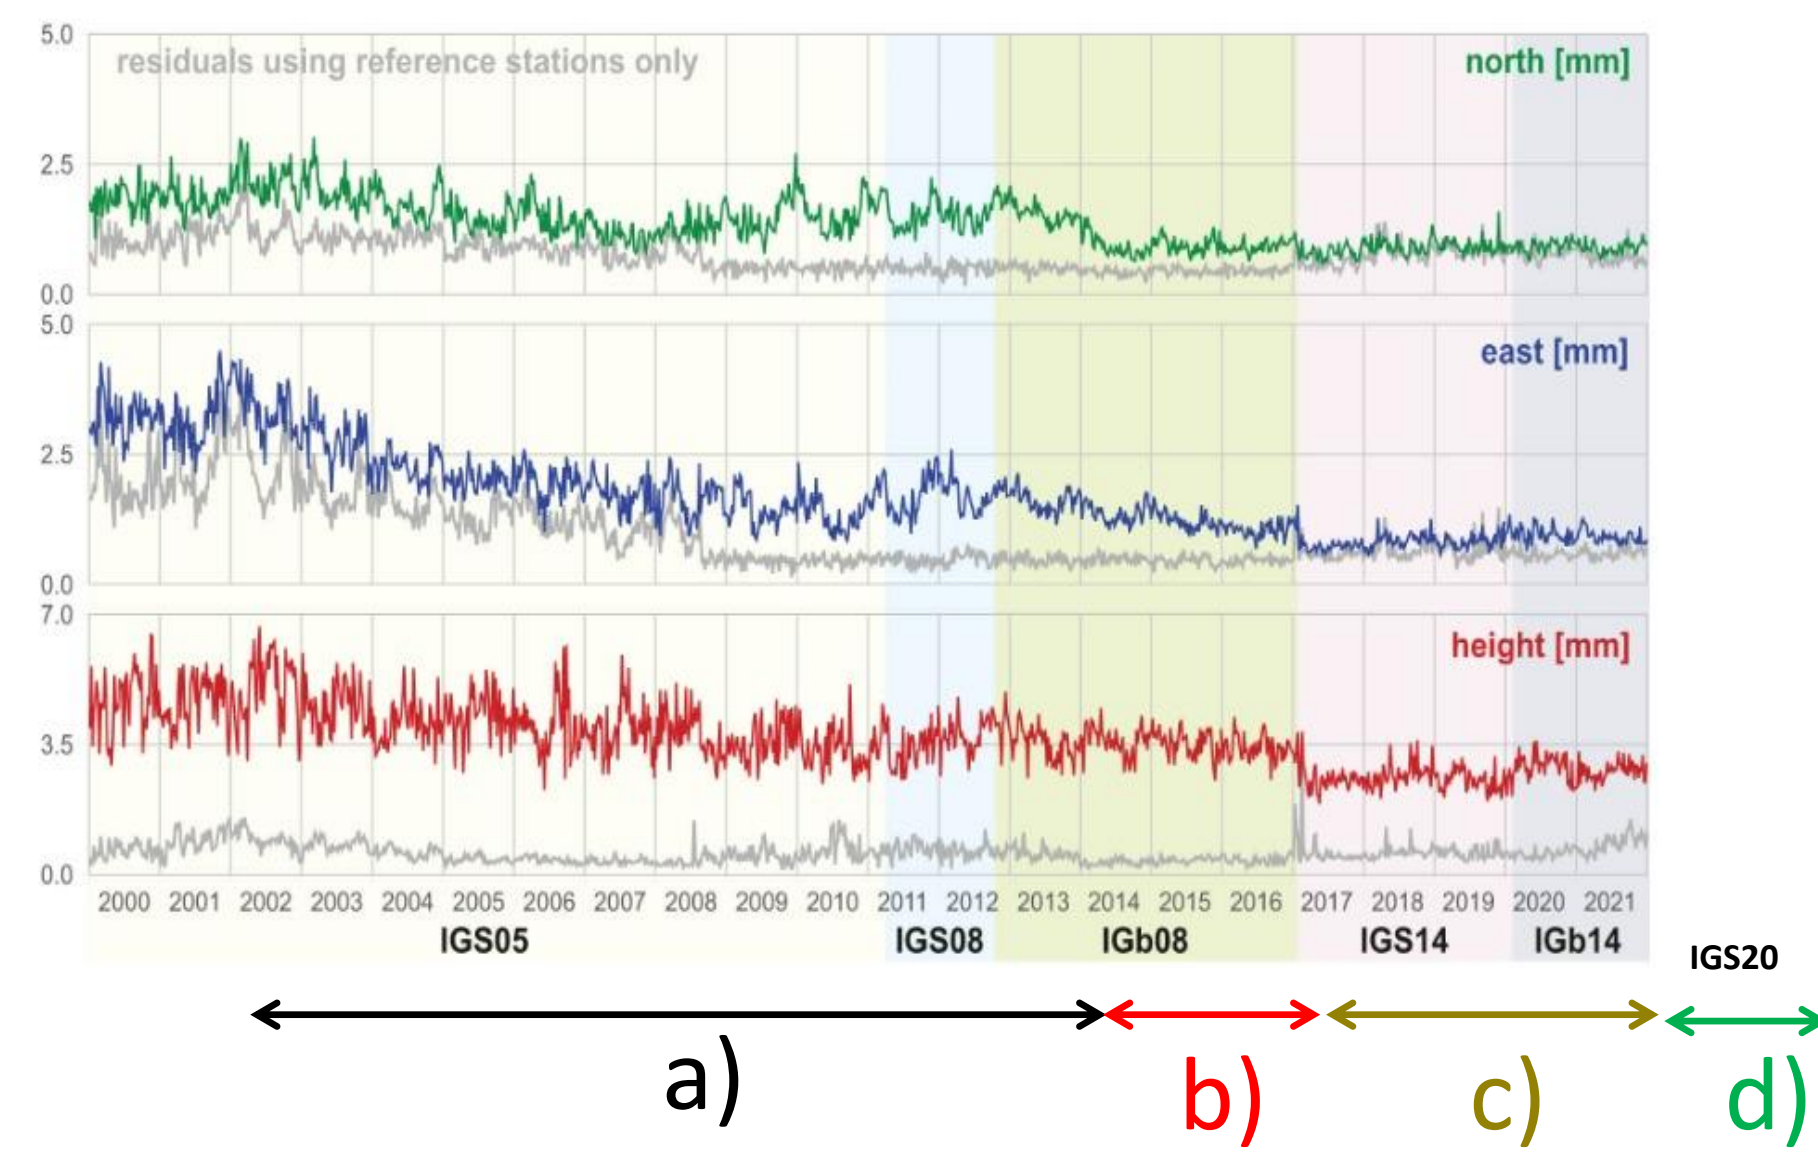 5.0
residuals using reference stations only
north [mm]
2.5
0.0
5.0
east [mm]
2.5
0.0
7.0
height [mm]
3.5
0.0
2000 2001 2002 2003 2004 2005 2006 2007 2008 2009 2010 2011 2012 2013 2014 2015 2016 2017 2018 2019 2020 2021
IGS05 IGS08 IGb08 IGS14 IGb14 IGS20
a) b) c) d)